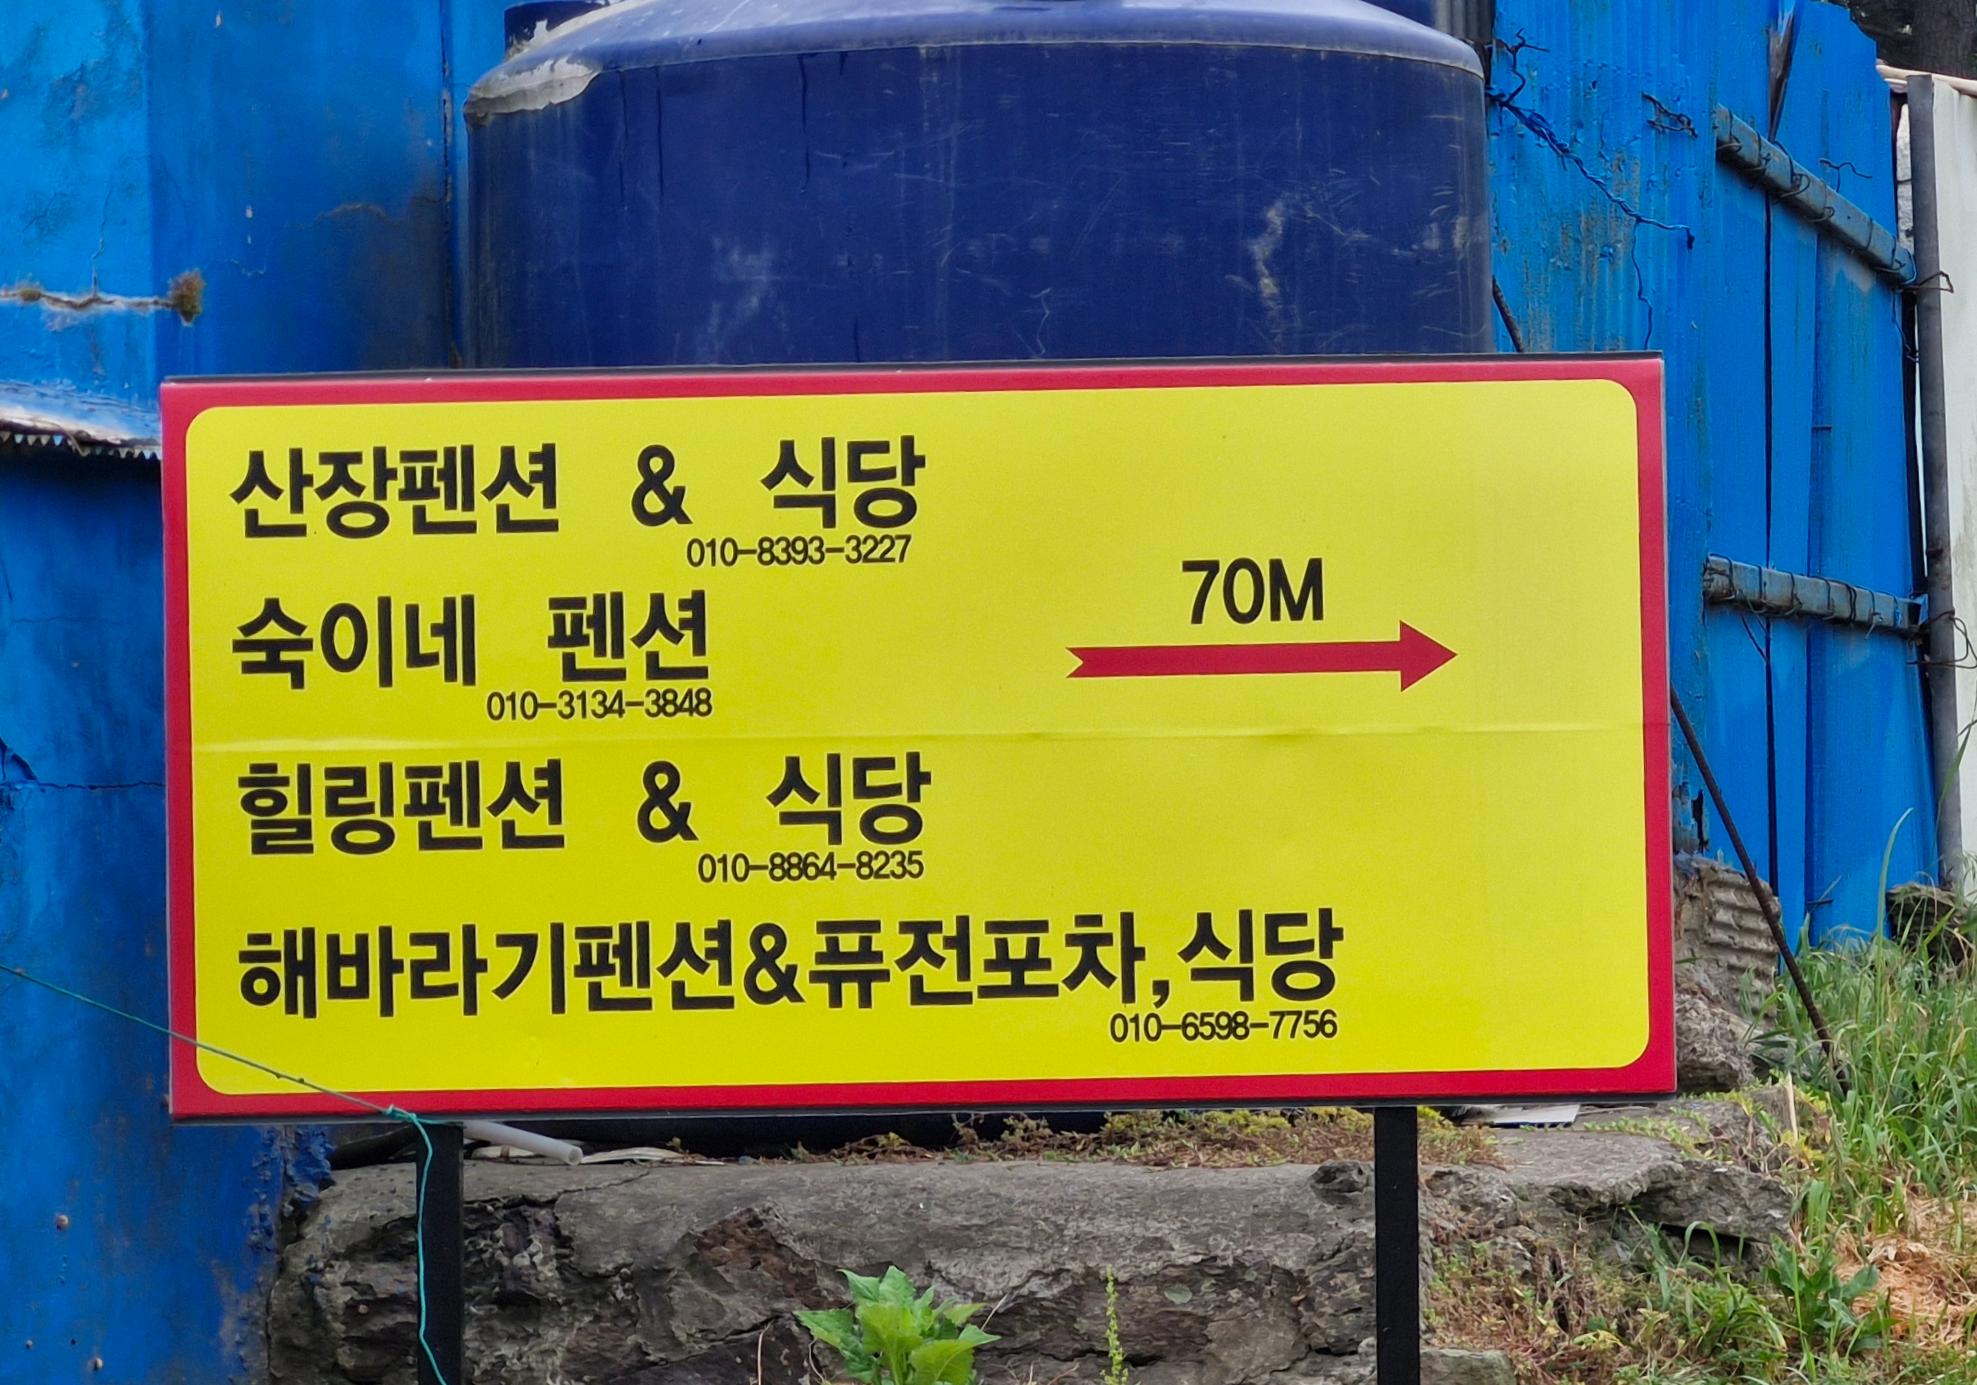 산장펜션 & 식당
010-8393-3227
숙이네 펜션
010-3134-3848
70M
힐링펜션 & 식당
010-8864-8235
해바라기펜션&퓨전포차,식당
010-6598-7756